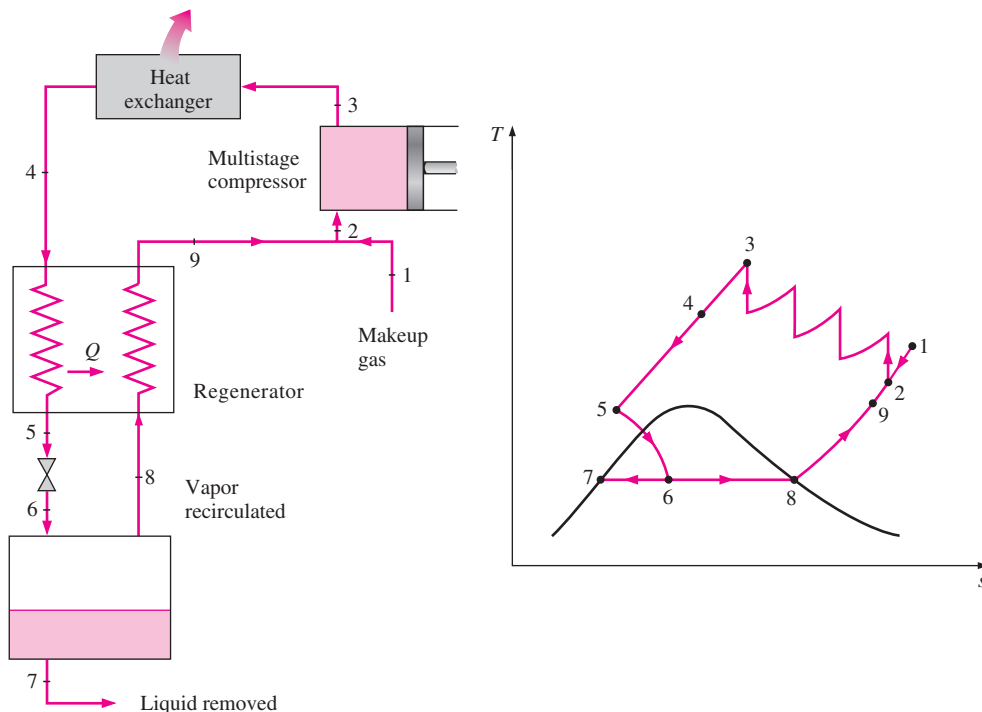 Heat
exchanger
3
Multistage
compressor
4
2
9
1
Makeup
gas
Q
Regenerator
5
8
Vapor
recirculated
6
7
Liquid removed
T
3
4
1
2
9
5
7
6
8
s